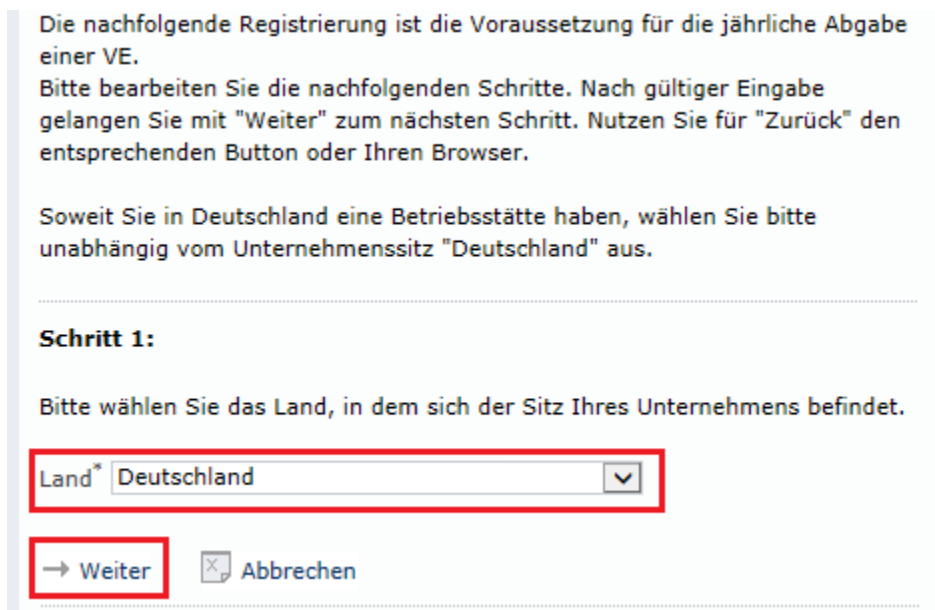 Die nachfolgende Registrierung ist die Voraussetzung für die jährliche Abgabe
einer VE.
Bitte bearbeiten Sie die nachfolgenden Schritte. Nach gültiger Eingabe
gelangen Sie mit "Weiter" zum nächsten Schritt. Nutzen Sie für "Zurück" den
entsprechenden Button oder Ihren Browser.
Soweit Sie in Deutschland eine Betriebsstätte haben, wählen Sie bitte
unabhängig vom Unternehmenssitz "Deutschland" aus.
Schritt 1:
Bitte wählen Sie das Land, in dem sich der Sitz Ihres Unternehmens befindet.
Land* Deutschland
→ Weiter Abbrechen